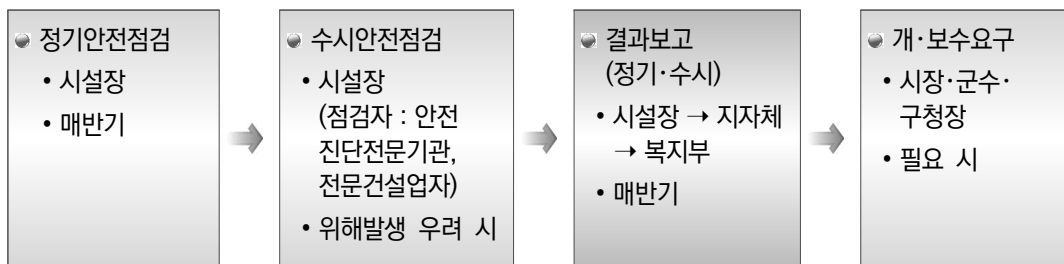 정기안전점검
• 시설장
• 매반기
수시안전점검
• 시설장
(점검자 : 안전
진단전문기관,
전문건설업자)
• 위해발생 우려 시
결과보고
(정기·수시)
• 시설장 → 지자체
→ 복지부
• 매반기
개·보수요구
• 시장·군수·
구청장
• 필요 시